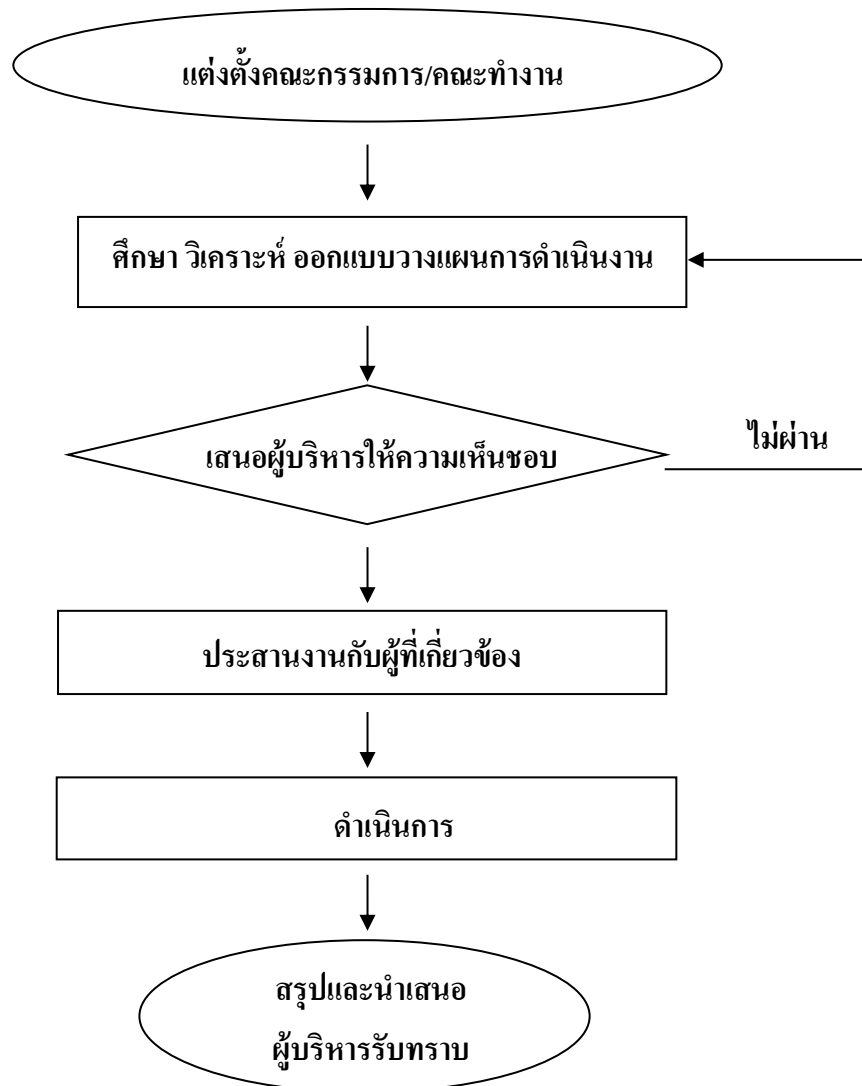 แต่งตั้งคณะกรรมการ/คณะทำงาน
ศึกษา วิเคราะห์ ออกแบบวางแผนการดำเนินงาน
เสนอผู้บริหารให้ความเห็นชอบ
ไม่ผ่าน
ประสานงานกับผู้ที่เกี่ยวข้อง
ดำเนินการ
สรุปและนำเสนอ
ผู้บริหารรับทราบ